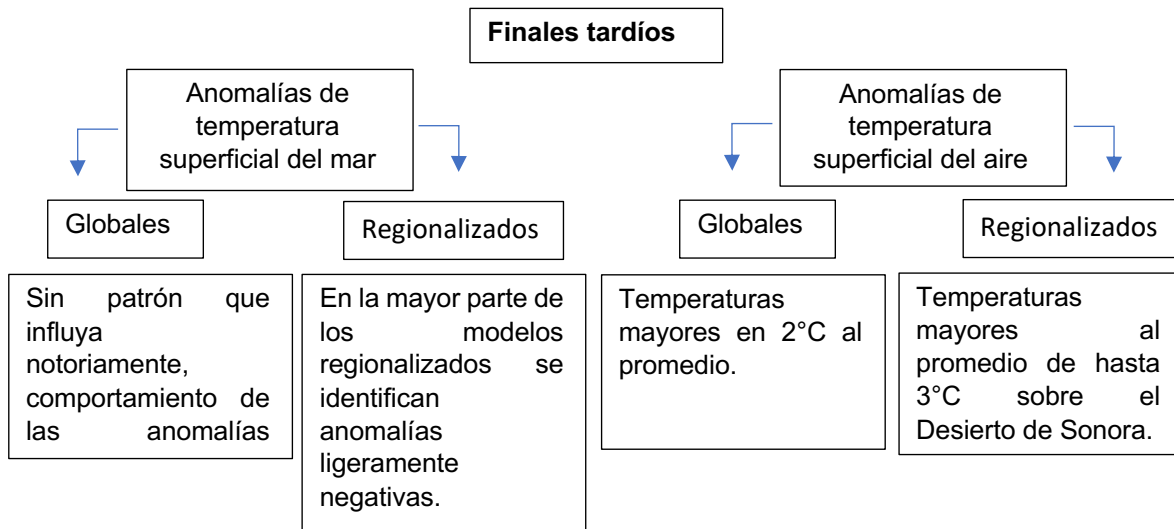 Finales tardíos
Anomalías de
temperatura
superficial del mar
Anomalías de
temperatura
superficial del aire
Globales
Regionalizados
Globales
Regionalizados
Sin patrón que
influya
notoriamente,
comportamiento de
las anomalías
En la mayor parte de
los modelos
regionalizados se
identifican
anomalías
ligeramente
negativas.
Temperaturas
mayores en 2°C al
promedio.
Temperaturas
mayores al
promedio de hasta
3°C sobre el
Desierto de Sonora.